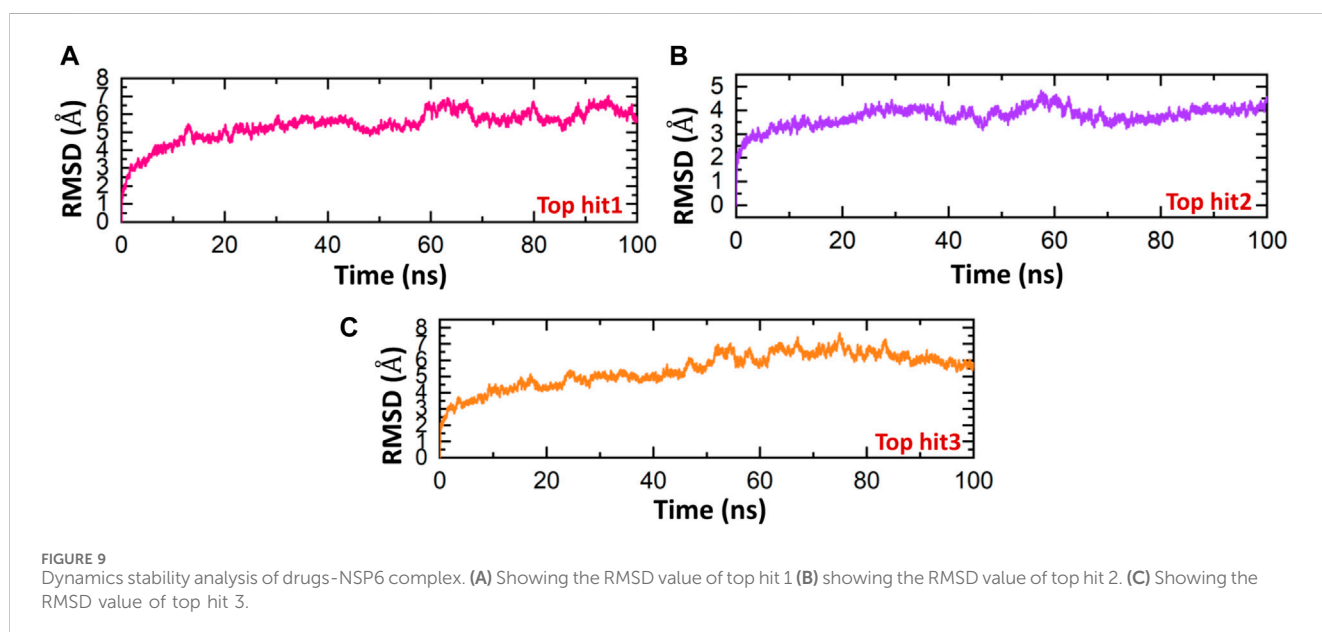 A
8
7
6
5
4
3
2
1
0
RMSD (Å)
Top hit1
0 20 40 60 80 100
Time (ns)
B
5
4
3
2
1
0
RMSD (Å)
Top hit2
0 20 40 60 80 100
Time (ns)
C
8
7
6
5
4
3
2
1
0
RMSD (Å)
Top hit3
0 20 40 60 80 100
Time (ns)
FIGURE 9
Dynamics stability analysis of drugs-NSP6 complex. (A) Showing the RMSD value of top hit 1 (B) showing the RMSD value of top hit 2. (C) Showing the
RMSD value of top hit 3.